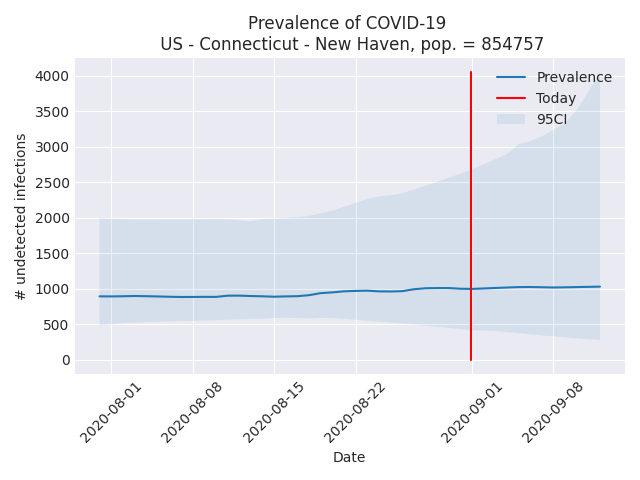 Prevalence of COVID-19
US - Connecticut - New Haven, pop. = 854757
# undetected infections
4000
3500
3000
2500
2000
1500
1000
500
0
Prevalence
Today
95CI
2020-08-01
2020-08-08
2020-08-15
2020-08-22
2020-09-01
2020-09-08
Date